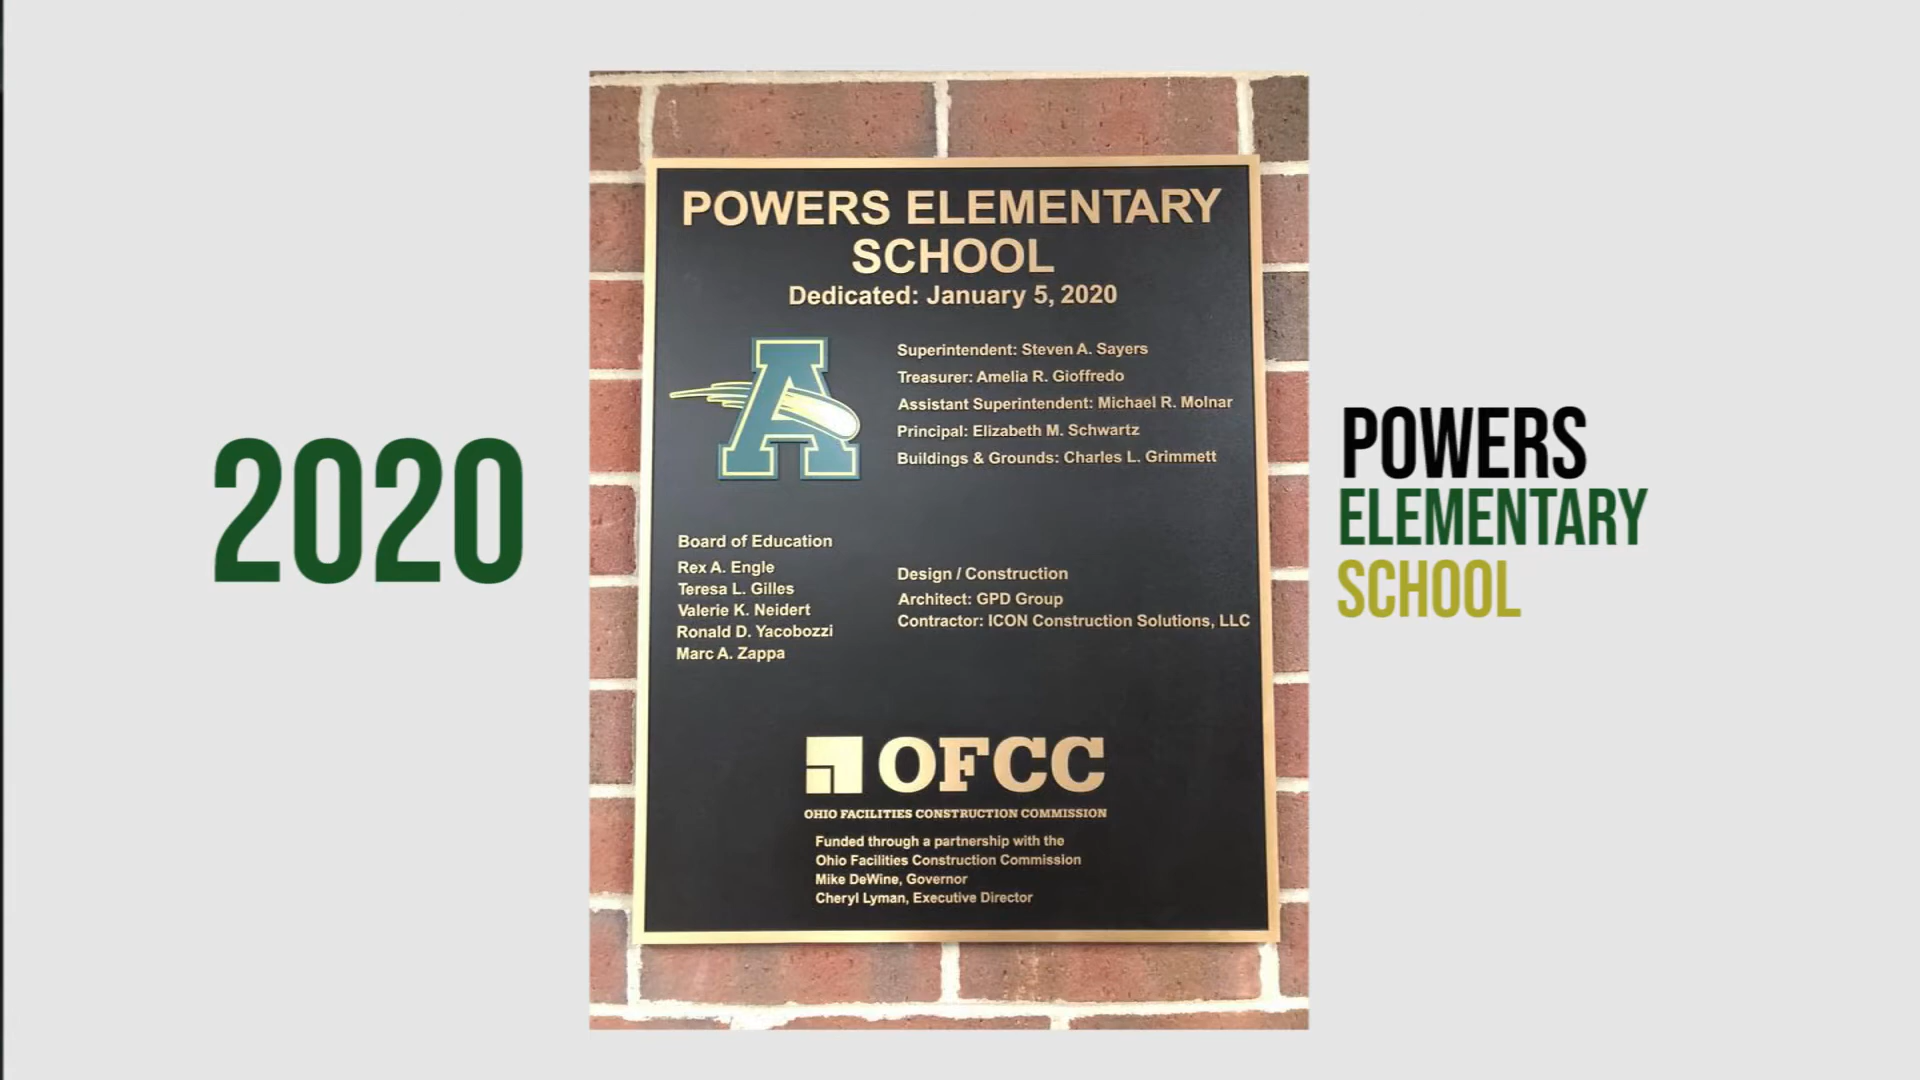 2020
POWERS ELEMENTARY
SCHOOL
Dedicated: January 5, 2020
A
Superintendent: Steven A. Sayers
Treasurer: Amelia R. Gioffredo
Assistant Superintendent: Michael R. Molnar
Principal: Elizabeth M. Schwartz
Buildings & Grounds: Charles L. Grimmett
Board of Education
Rex A. Engle
Teresa L. Gilles
Valerie K. Neidert
Ronald D. Yacobozzi
Marc A. Zappa
Design / Construction
Architect: GPD Group
Contractor: ICON Construction Solutions, LLC
OFCC
OHIO FACILITIES CONSTRUCTION COMMISSION
Funded through a partnership with the
Ohio Facilities Construction Commission
Mike DeWine, Governor
Cheryl Lyman, Executive Director
POWERS
ELEMENTARY
SCHOOL